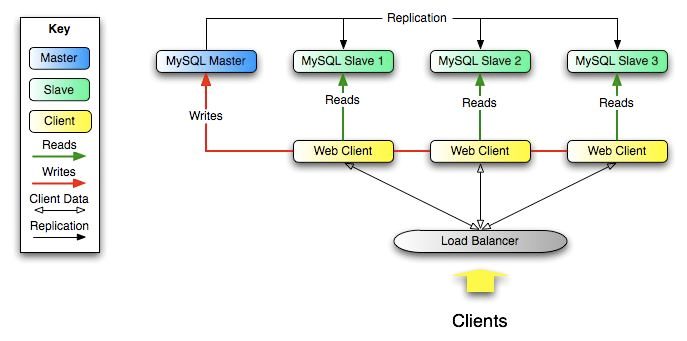 Key
Master
Slave
Client
Reads
Writes
Client Data
Replication
Replication
MySQL Master
MySQL Slave 1
MySQL Slave 2
MySQL Slave 3
Writes
Reads
Reads
Reads
Web Client
Web Client
Web Client
Load Balancer
Clients